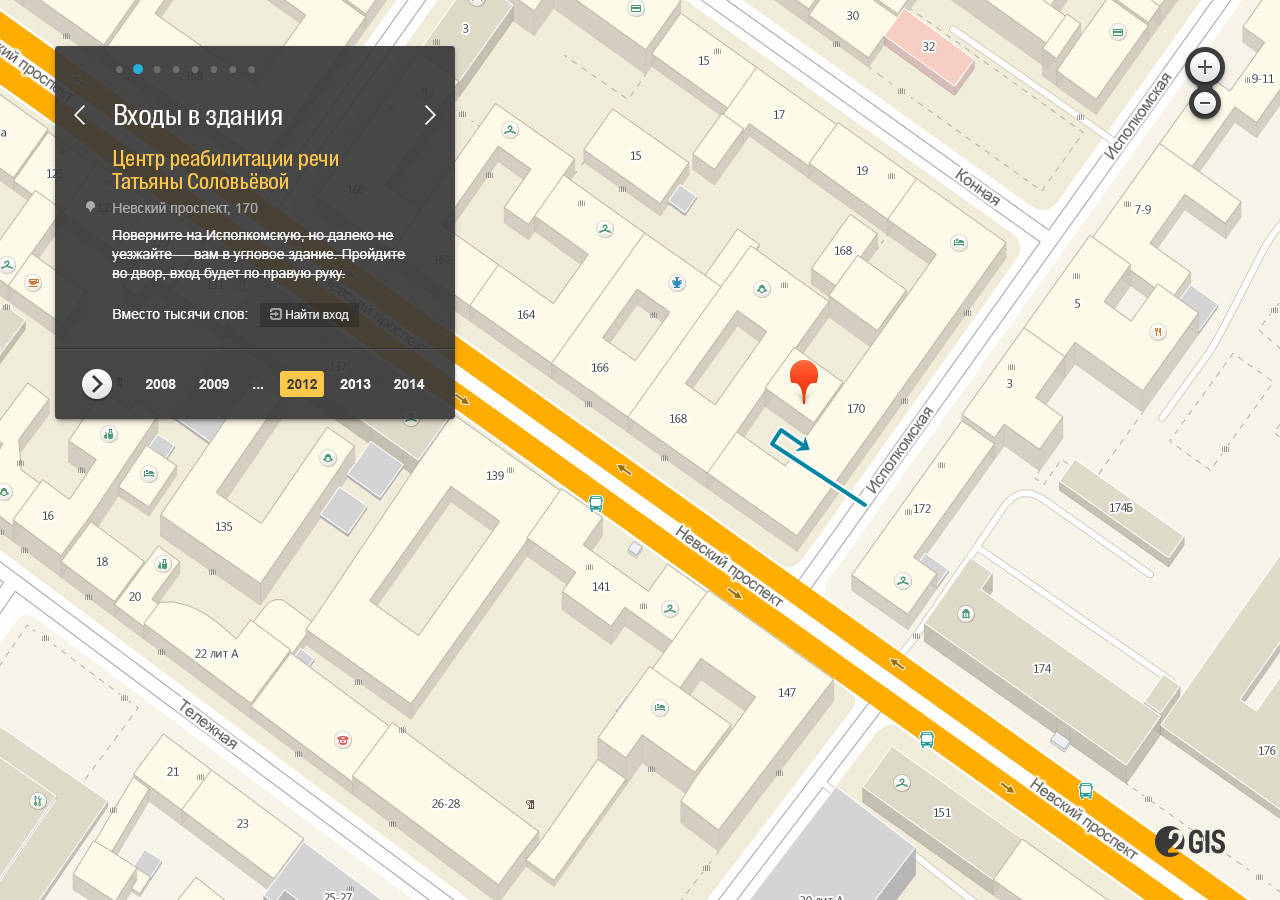 Входы в здания
Центр реабилитации речи
Татьяны Соловьёвой
Невский проспект, 170
Поверните на Исполкомскую, но далеко не
уезжайте — вам в угловое здание. Пройдите
во двор, вход будет по правую руку.
Вместо тысячи слов:
Найти вход
2008 2009 ... 2012 2013 2014
3
30
32
15
9-11
17
Исполкомская
15
19
Конная
125
160
7-9
168
162
5
164
166
3
137
168
170
Исполкомская
139
16
135
172
174Б
Невский проспект
18
141
20
22 лит А
174
147
Тележная
176
21
26-28
151
Невский проспект
23
25-27
30 лит А
2GIS